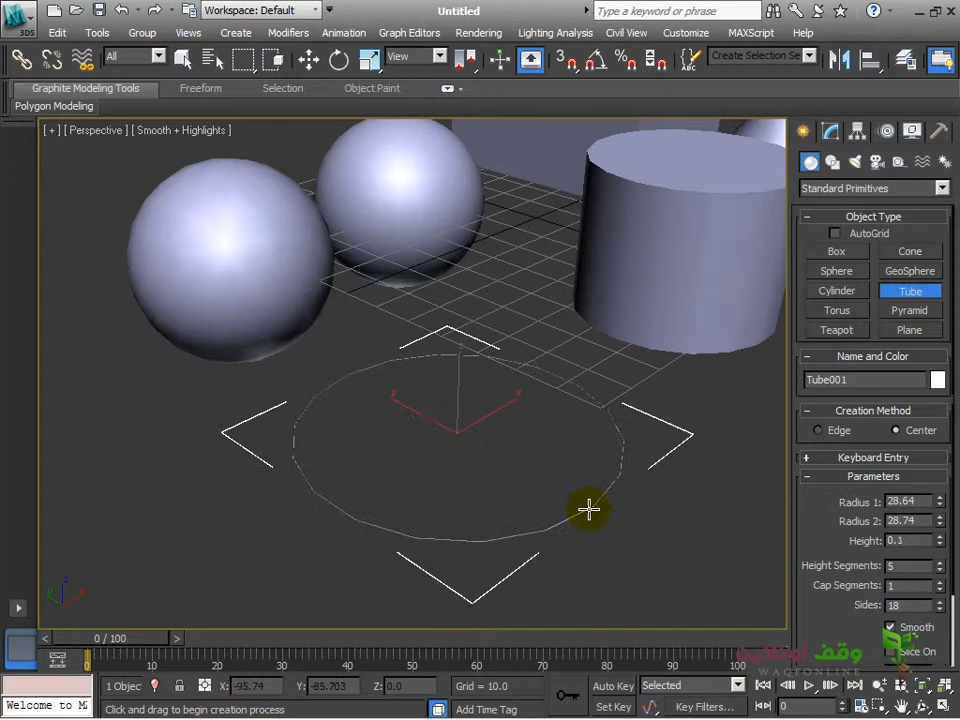 3DS
Workspace: Default
Untitled
Type a keyword or phrase
Edit Tools Group Views Create Modifiers Animation Graph Editors Rendering Lighting Analysis Civil View Customize MAXScript Help
All
View
3
Create Selection Se
Graphite Modeling Tools Freeform Selection Object Paint
Polygon Modeling
[ + ] [ Perspective ] [ Smooth + Highlights ]
Standard Primitives
Object Type
AutoGrid
Box Cone
Sphere GeoSphere
Cylinder Tube
Torus Pyramid
Teapot Plane
Name and Color
Tube001
Creation Method
Edge Center
Keyboard Entry
Parameters
Radius 1: 28.64
Radius 2: 28.74
Height: 0.1
Height Segments: 5
Cap Segments: 1
Sides: 18
Smooth
Slice On
y x
z
y x
0 / 100
0 10 20 30 40 50 60 70 80 90 100
وقف أونلاين
WAQFONLINE
1 Objec X: -95.74 Y: -85.703 Z: 0.0 Grid = 10.0 Auto Key Selected
Welcome to M
Click and drag to begin creation process Add Time Tag Set Key Key Filters... 0